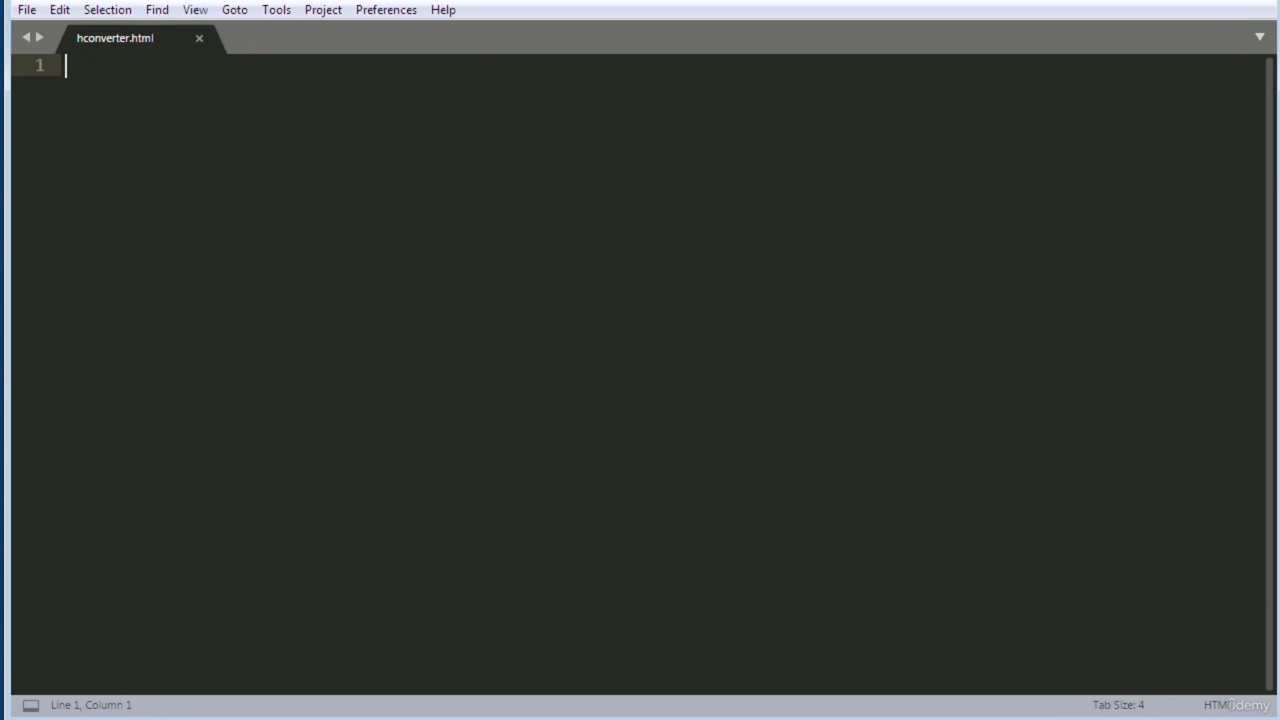 File Edit Selection Find View Goto Tools Project Preferences Help
hconverter.html
1
Line 1, Column 1 Tab Size: 4 HTML